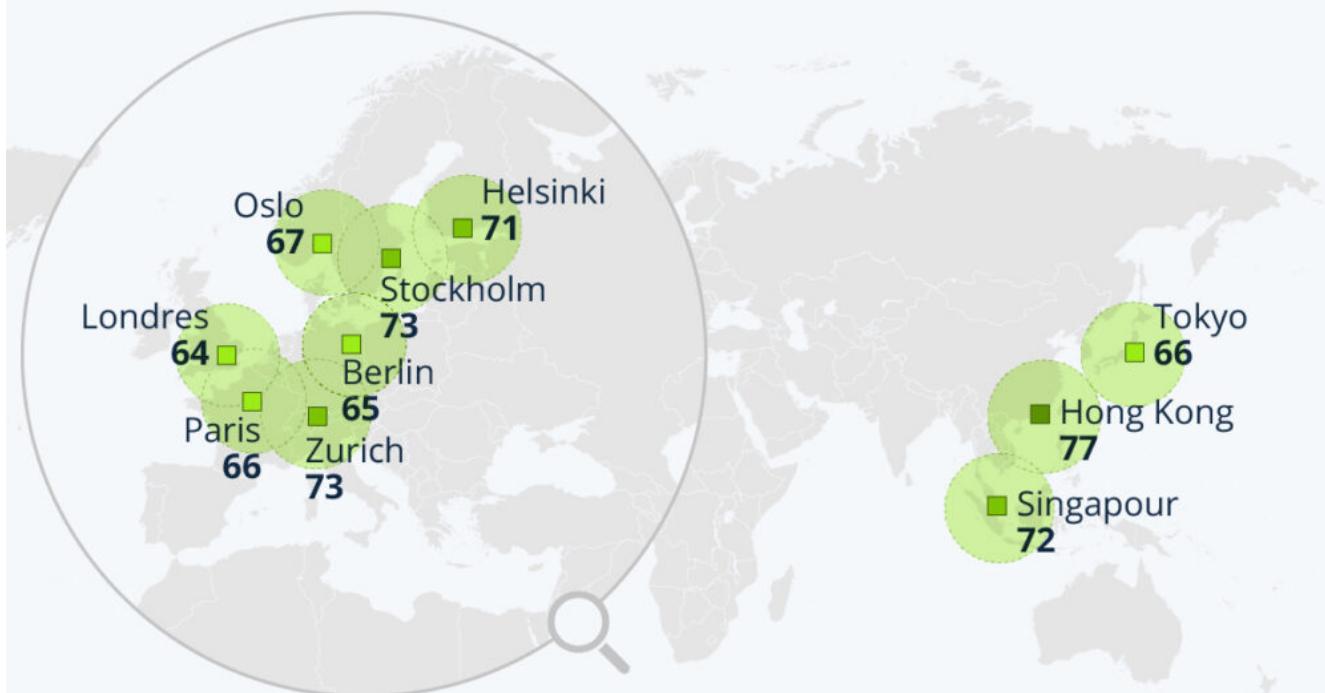 Oslo
67
Helsinki
71
Stockholm
73
Londres
64
Berlin
65
Paris
66
Zurich
73
Tokyo
66
Hong Kong
77
Singapour
72